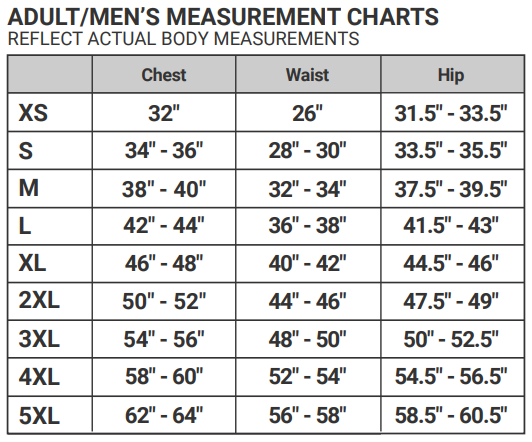 ADULT/MEN'S MEASUREMENT CHARTS
REFLECT ACTUAL BODY MEASUREMENTS
Chest Waist Hip
XS 32" 26" 31.5" - 33.5"
S 34" - 36" 28" - 30" 33.5" - 35.5"
M 38" - 40" 32" - 34" 37.5" - 39.5"
L 42" - 44" 36" - 38" 41.5" - 43"
XL 46" - 48" 40" - 42" 44.5" - 46"
2XL 50" - 52" 44" - 46" 47.5" - 49"
3XL 54" - 56" 48" - 50" 50" - 52.5"
4XL 58" - 60" 52" - 54" 54.5" - 56.5"
5XL 62" - 64" 56" - 58" 58.5" - 60.5"